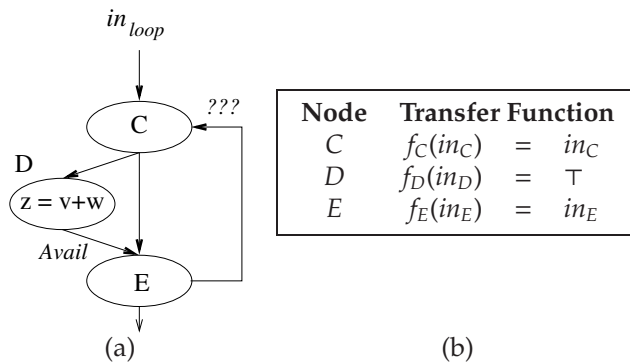 in_loop
???
C
D
z = v+w
Avail
E
(a)
Node Transfer Function
C f_C(in_C) = in_C
D f_D(in_D) = ⊤
E f_E(in_E) = in_E
(b)